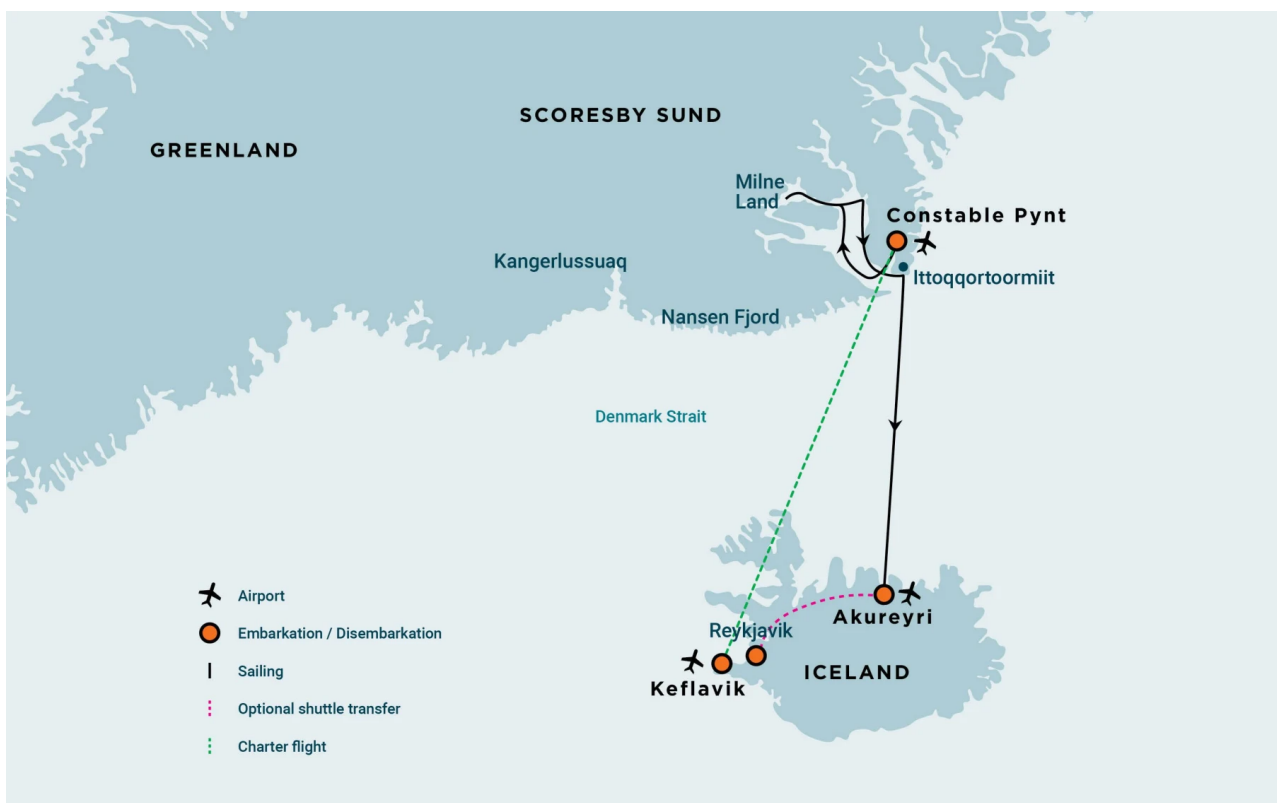 SCORESBY SUND
GREENLAND
Milne
Land
Constable Pynt
Kangerlussuaq
Ittoqqortoormiit
Nansen Fjord
Denmark Strait
Airport
Embarkation / Disembarkation
Sailing
Optional shuttle transfer
Charter flight
Akureyri
Reykjavik
ICELAND
Keflavik